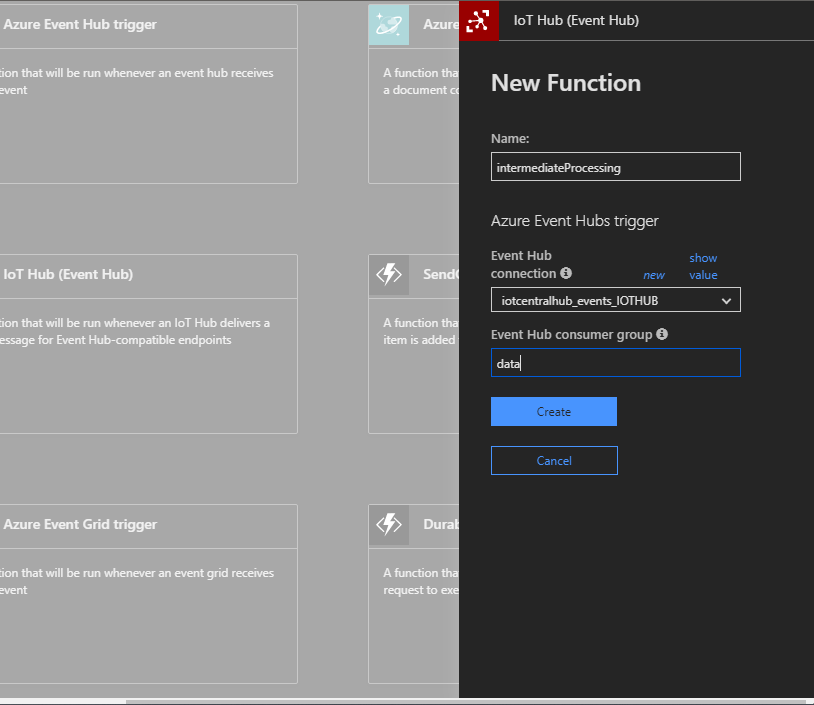 Azure Event Hub trigger
tion that will be run whenever an event hub receives
event
Azure
A function tha
a document co
IoT Hub (Event Hub)
tion that will be run whenever an IoT Hub delivers a
essage for Event Hub-compatible endpoints
SendG
A function tha
item is added
Azure Event Grid trigger
tion that will be run whenever an event grid receives
event
Durab
A function tha
request to exe
IoT Hub (Event Hub)
New Function
Name:
intermediateProcessing
Azure Event Hubs trigger
Event Hub
connection
new
show
value
iotcentralhub_events_IOTHUB
Event Hub consumer group
data
Create
Cancel